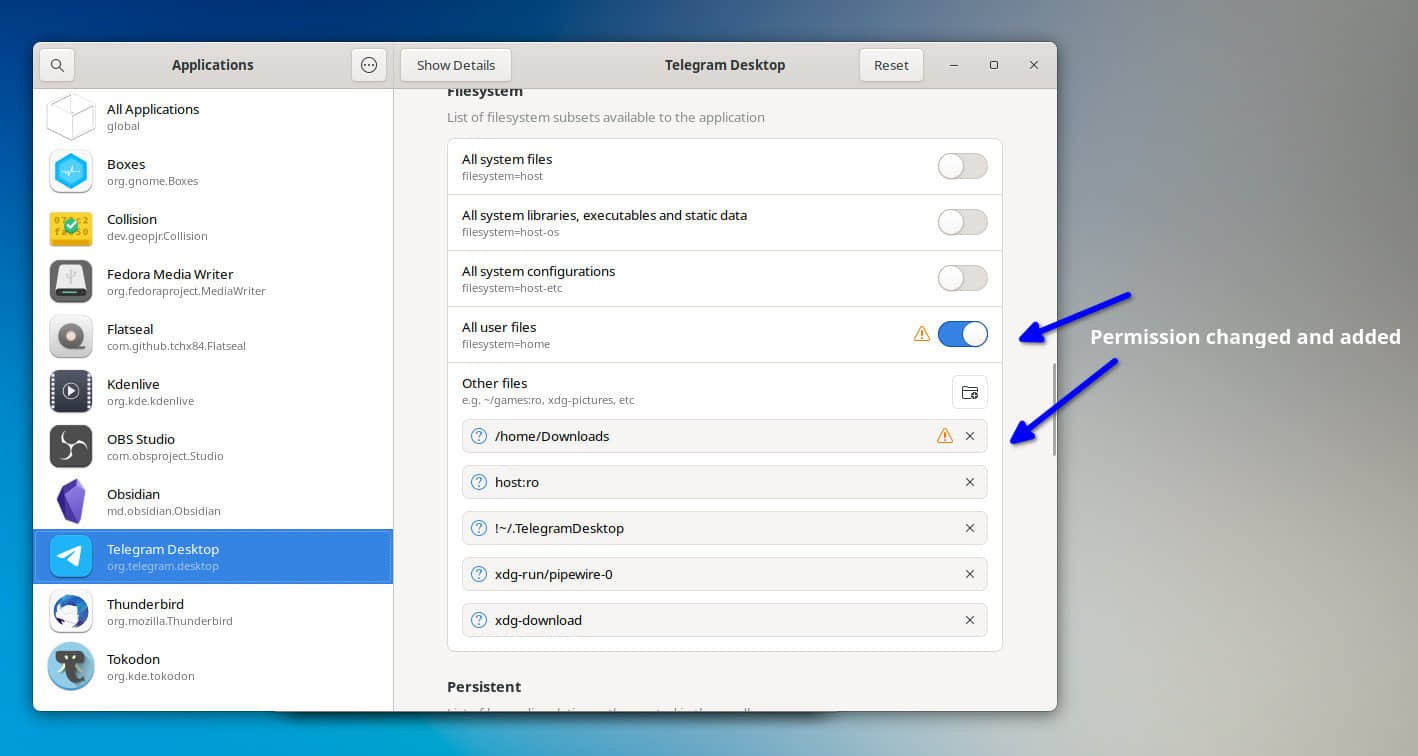 Applications
Show Details
Telegram Desktop
Reset
All Applications
global
Boxes
org.gnome.Boxes
Collision
dev.geopjr.Collision
Fedora Media Writer
org.fedoraproject.MediaWriter
Flatseal
com.github.tchx84.Flatseal
Kdenlive
org.kde.kdenlive
OBS Studio
com.obsproject.Studio
Obsidian
md.obsidian.Obsidian
Telegram Desktop
org.telegram.desktop
Thunderbird
org.mozilla.Thunderbird
Tokodon
org.kde.tokodon
Filesystem
List of filesystem subsets available to the application
All system files
filesystem=host
All system libraries, executables and static data
filesystem=host-os
All system configurations
filesystem=host-etc
All user files
filesystem=home
Other files
e.g. ~/games:ro, xdg-pictures, etc
/home/Downloads
host:ro
!~/.TelegramDesktop
xdg-run/pipewire-0
xdg-download
Persistent
Permission changed and added